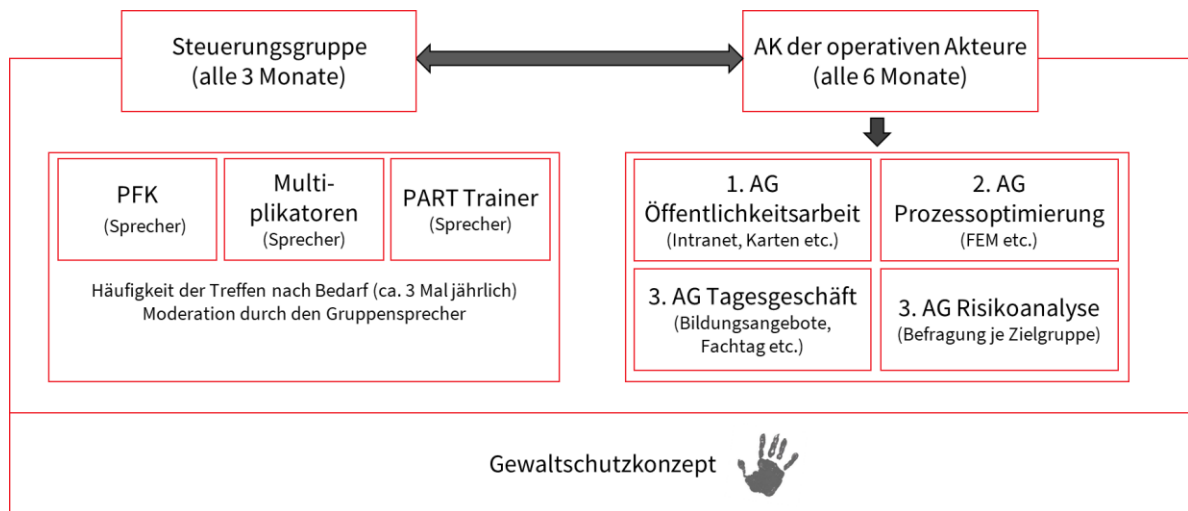 Steuerungsgruppe
(alle 3 Monate)
AK der operativen Akteure
(alle 6 Monate)
PFK
(Sprecher)
Multi-
plikatoren
(Sprecher)
PART Trainer
(Sprecher)
Häufigkeit der Treffen nach Bedarf (ca. 3 Mal jährlich)
Moderation durch den Gruppensprecher
1. AG
Öffentlichkeitsarbeit
(Intranet, Karten etc.)
2. AG
Prozessoptimierung
(FEM etc.)
3. AG Tagesgeschäft
(Bildungsangebote,
Fachtag etc.)
3. AG Risikoanalyse
(Befragung je Zielgruppe)
Gewaltschutzkonzept